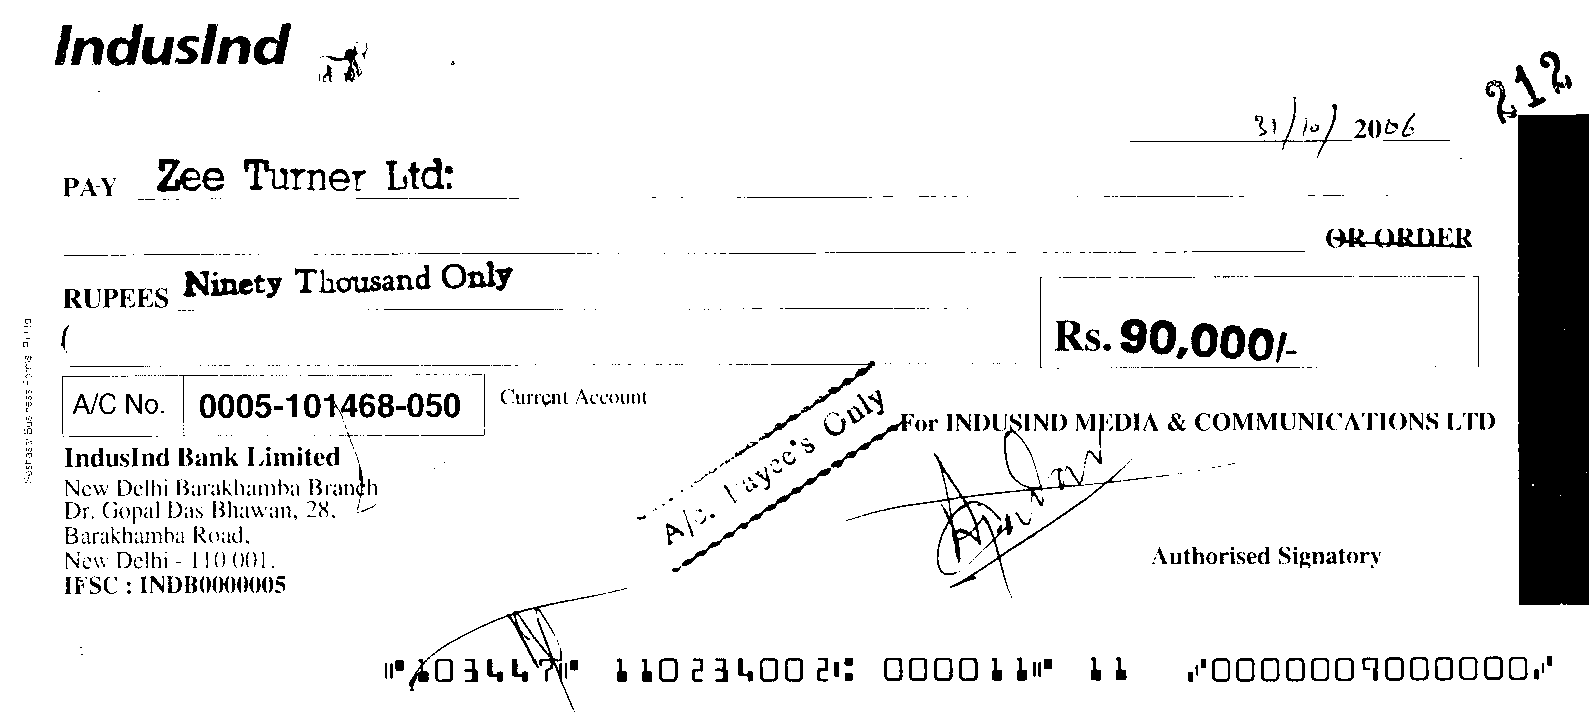 IndusInd
212
31/10/2006
PAY Zee Turner Ltd:
OR ORDER
RUPEES Ninety Thousand Only
Rs. 90,000/-
A/C No. 0005-101468-050 Current Account
A/c. Payee's Only
For INDUSIND MEDIA & COMMUNICATIONS LTD
IndusInd Bank Limited
New Delhi Barakhamba Branch
Dr. Gopal Das Bhawan, 28,
Barakhamba Road,
New Delhi - 110 001.
IFSC : INDB0000005
Authorised Signatory
⑈103447⑈ 110234002⑆ 000011⑈ 11 ⑇0000009000000⑇